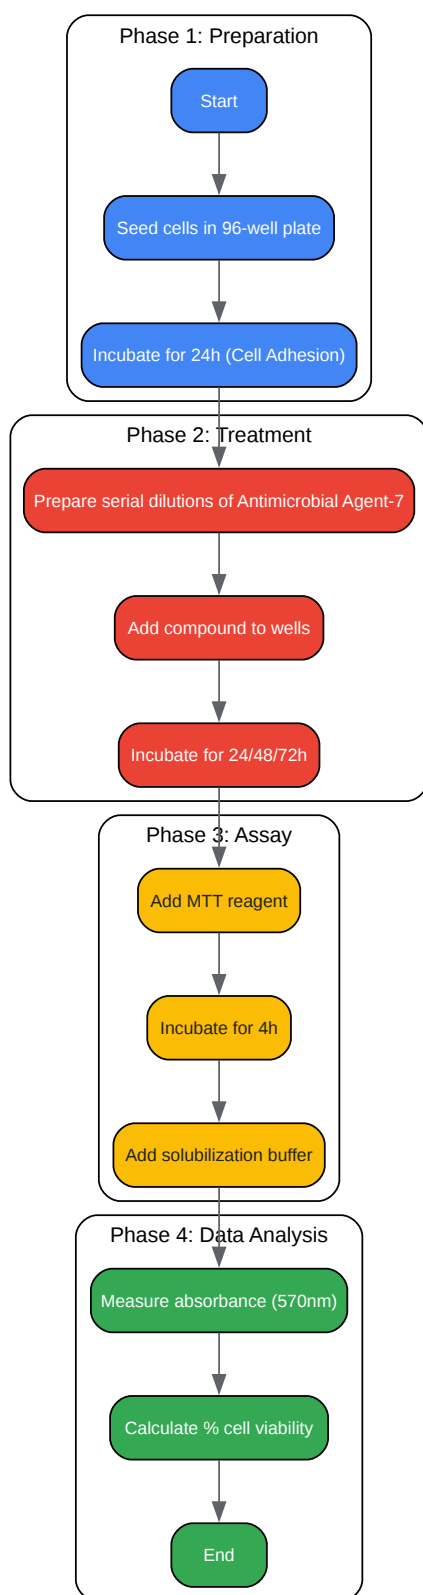 Phase 1: Preparation
Start
Seed cells in 96-well plate
Incubate for 24h (Cell Adhesion)
Phase 2: Treatment
Prepare serial dilutions of Antimicrobial Agent-7
Add compound to wells
Incubate for 24/48/72h
Phase 3: Assay
Add MTT reagent
Incubate for 4h
Add solubilization buffer
Phase 4: Data Analysis
Measure absorbance (570nm)
Calculate % cell viability
End